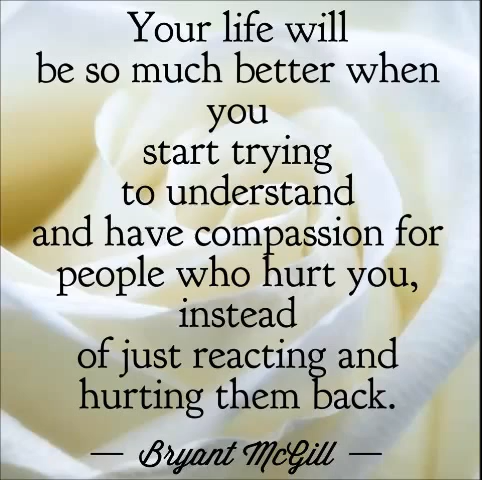 Your life will
be so much better when
you
start trying
to understand
and have compassion for
people who hurt you,
instead
of just reacting and
hurting them back.
— Bryant McGill —